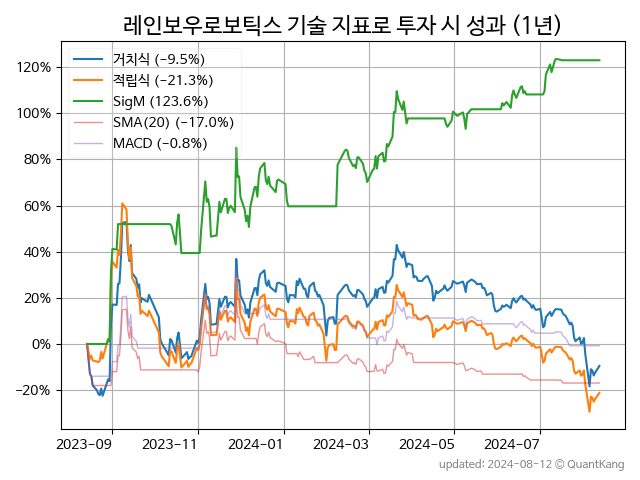 레인보우로보틱스 기술 지표로 투자 시 성과 (1년)
거치식 (−9.5%)
적립식 (−21.3%)
SigM (123.6%)
SMA(20) (−17.0%)
MACD (−0.8%)
120%
100%
80%
60%
40%
20%
0%
−20%
2023-09 2023-11 2024-01 2024-03 2024-05 2024-07
updated: 2024-08-12 © QuantKang